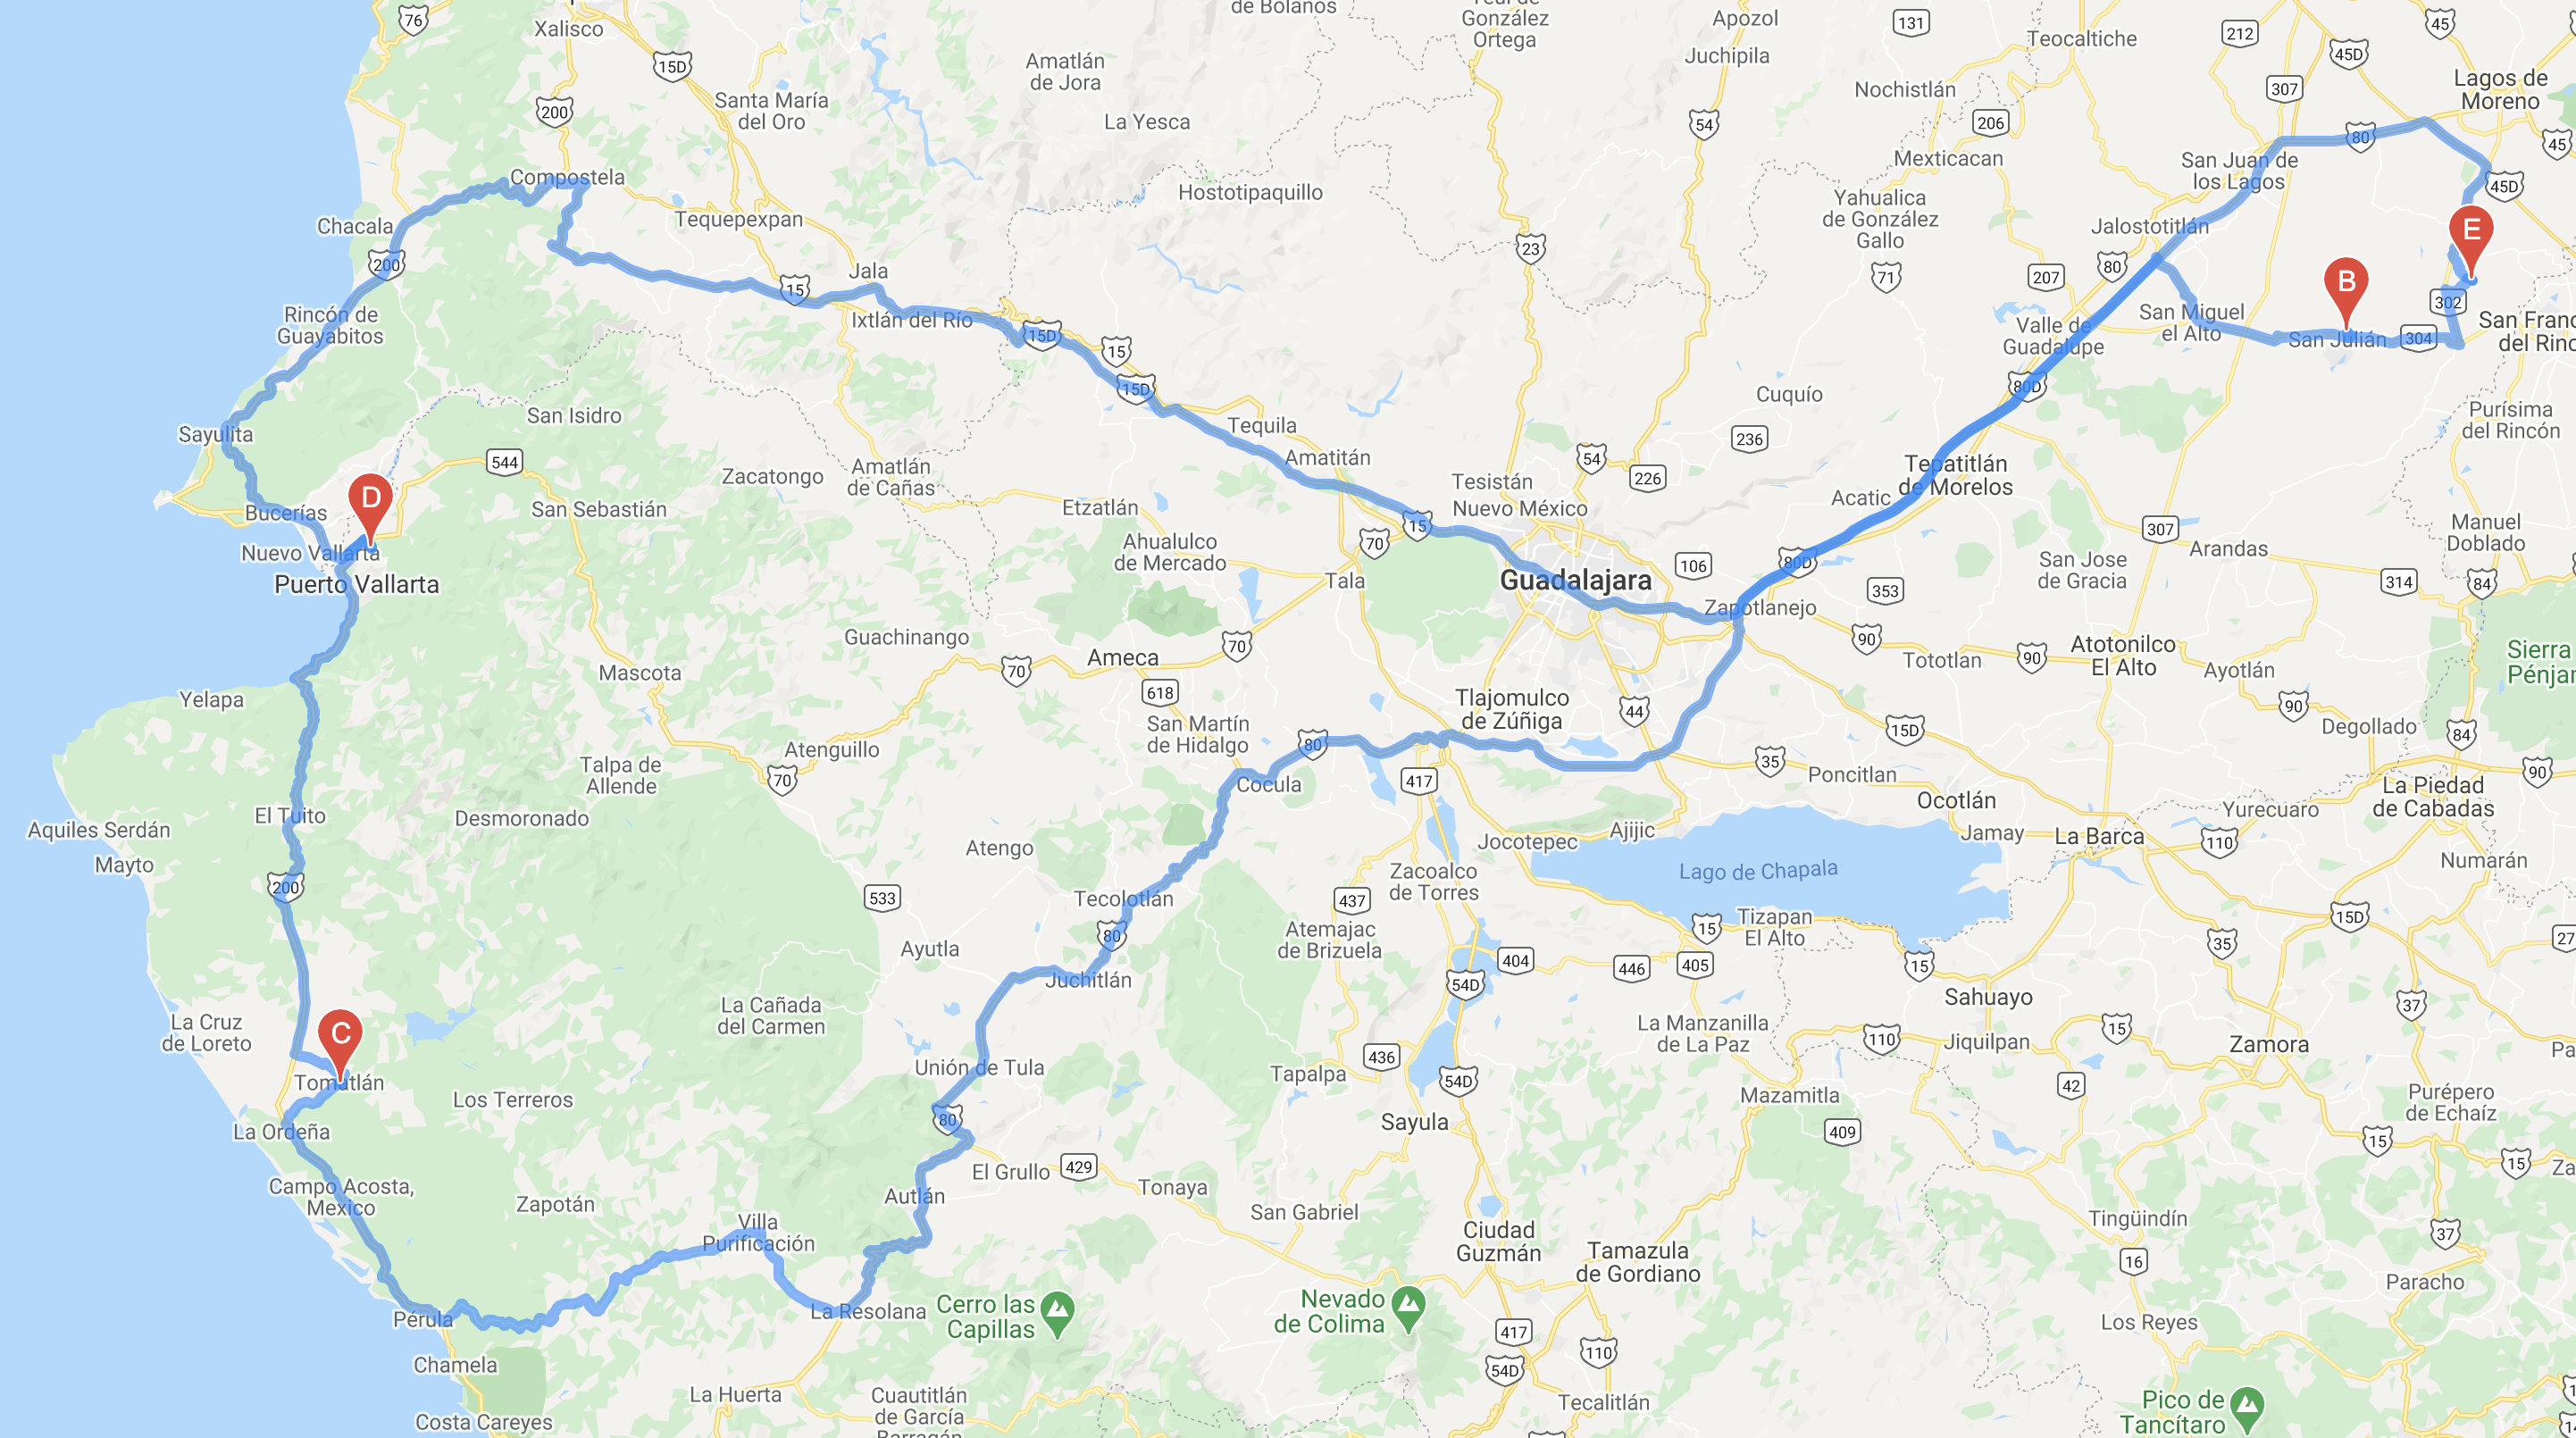 76
Xalisco
de Bolaños
González
Ortega
Apozol
Juchipila
131
Teocaltiche
212
45D
45
Lagos de
Moreno
15D
200
Santa María
del Oro
Amatlán
de Jora
La Yesca
54
Nochistlán
206
307
80
45
Mexticacan
San Juan de
los Lagos
45D
Compostela
Hostotipaquillo
Yahualica
de González
Gallo
Jalostotitlán
E
Chacala
Tequepexpan
23
200
Jala
15
71
207
80
B
302
Rincón de
Guayabitos
Ixtlán del Río
15D
15
Valle de
Guadalupe
San Miguel
el Alto
San Julián
304
15D
80D
Cuquío
San Isidro
Purísima
del Rincón
Sayulita
Tequila
236
544
Zacatongo
Amatlán
de Cañas
Amatitán
54
226
Tepatitlán
de Morelos
Tesistán
D
San Sebastián
Etzatlán
Nuevo México
Acatic
Bucerías
15
307
Manuel
Doblado
Nuevo Vallarta
Ahualulco
de Mercado
70
106
80D
San Jose
de Gracia
Arandas
Puerto Vallarta
Tala
Guadalajara
353
314
84
Zapotlanejo
Guachinango
70
90
Tototlan
90
Atotonilco
El Alto
Ayotlán
Mascota
70
Ameca
618
Yelapa
Tlajomulco
de Zúñiga
44
90
Degollado
84
San Martín
de Hidalgo
15D
80
Atenguillo
70
Talpa de
Allende
35
Poncitlan
90
Cocula
417
La Piedad
de Cabadas
Ocotlán
El Tuito
Desmoronado
Yurecuaro
Aquiles Serdán
Ajijic
Jocotepec
Jamay
La Barca
110
Mayto
Atengo
Numarán
200
533
Zacoalco
de Torres
Lago de Chapala
Tecolotlán
437
15D
80
Ayutla
Atemajac
de Brizuela
15
Tizapan
El Alto
35
27
404
446
405
15
Juchitlán
54D
Sahuayo
37
La Cañada
del Carmen
La Cruz
de Loreto
C
La Manzanilla
de La Paz
110
Jiquilpan
15
Zamora
436
Unión de Tula
Tapalpa
54D
Tomatlán
42
Los Terreros
Mazamitla
Purépero
de Echaíz
80
Sayula
La Ordeña
409
15
15
El Grullo
429
Tonaya
Campo Acosta,
Mexico
Autlán
Zapotán
San Gabriel
Villa
Purificación
Tingüindín
Ciudad
Guzmán
37
Tamazula
de Gordiano
16
Paracho
La Resolana
Cerro las
Capillas
Nevado
de Colima
Pérula
417
Los Reyes
110
Chamela
54D
La Huerta
Cuautitlán
de García
Barragán
Tecalitlán
Costa Careyes
Pico de
Tancítaro